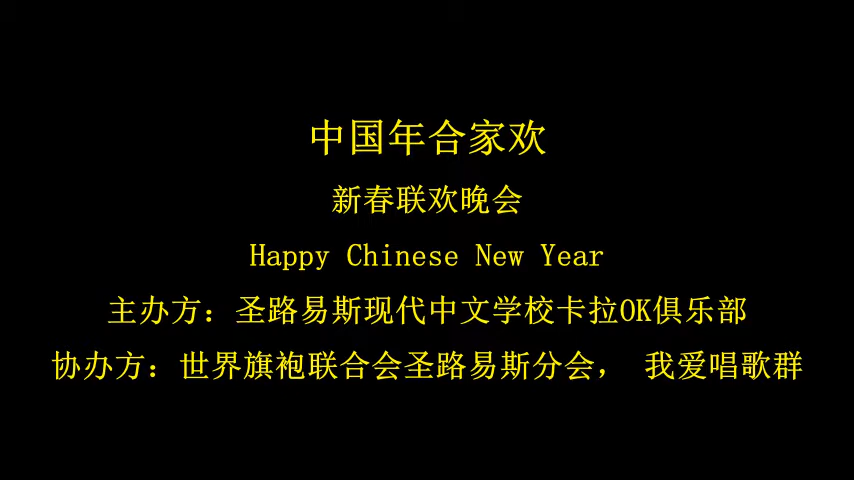 中国年合家欢
新春联欢晚会
Happy Chinese New Year
主办方：圣路易斯现代中文学校卡拉OK俱乐部
协办方：世界旗袍联合会圣路易斯分会， 我爱唱歌群